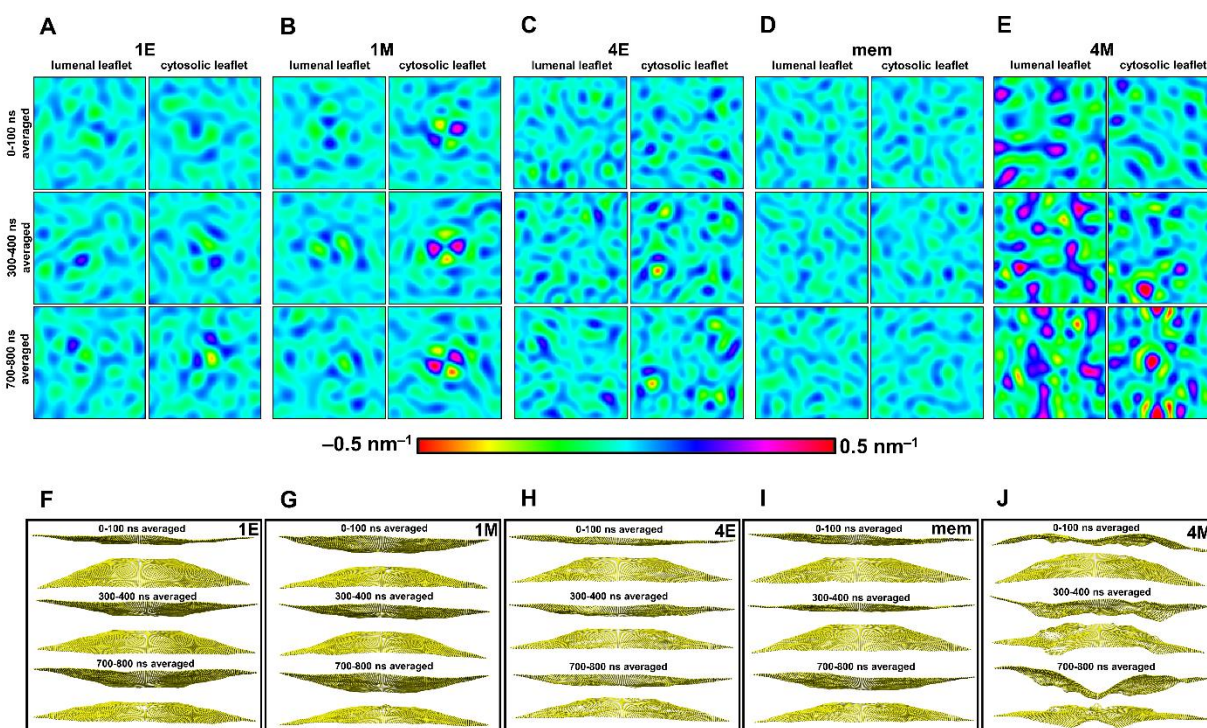 A B C D E
1E 1M 4E mem 4M
lumenal leaflet cytosolic leaflet lumenal leaflet cytosolic leaflet lumenal leaflet cytosolic leaflet lumenal leaflet cytosolic leaflet lumenal leaflet cytosolic leaflet
0-100 ns
averaged
300-400 ns
averaged
700-800 ns
averaged
–0.5 nm–1 0.5 nm–1
F G H I J
1E 1M 4E mem 4M
0-100 ns averaged 0-100 ns averaged 0-100 ns averaged 0-100 ns averaged 0-100 ns averaged
300-400 ns averaged 300-400 ns averaged 300-400 ns averaged 300-400 ns averaged 300-400 ns averaged
700-800 ns averaged 700-800 ns averaged 700-800 ns averaged 700-800 ns averaged 700-800 ns averaged